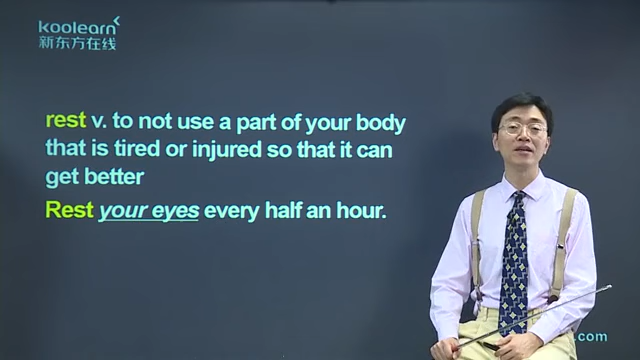 koolearn
新东方在线
rest v. to not use a part of your body
that is tired or injured so that it can
get better
Rest your eyes every half an hour.
.com